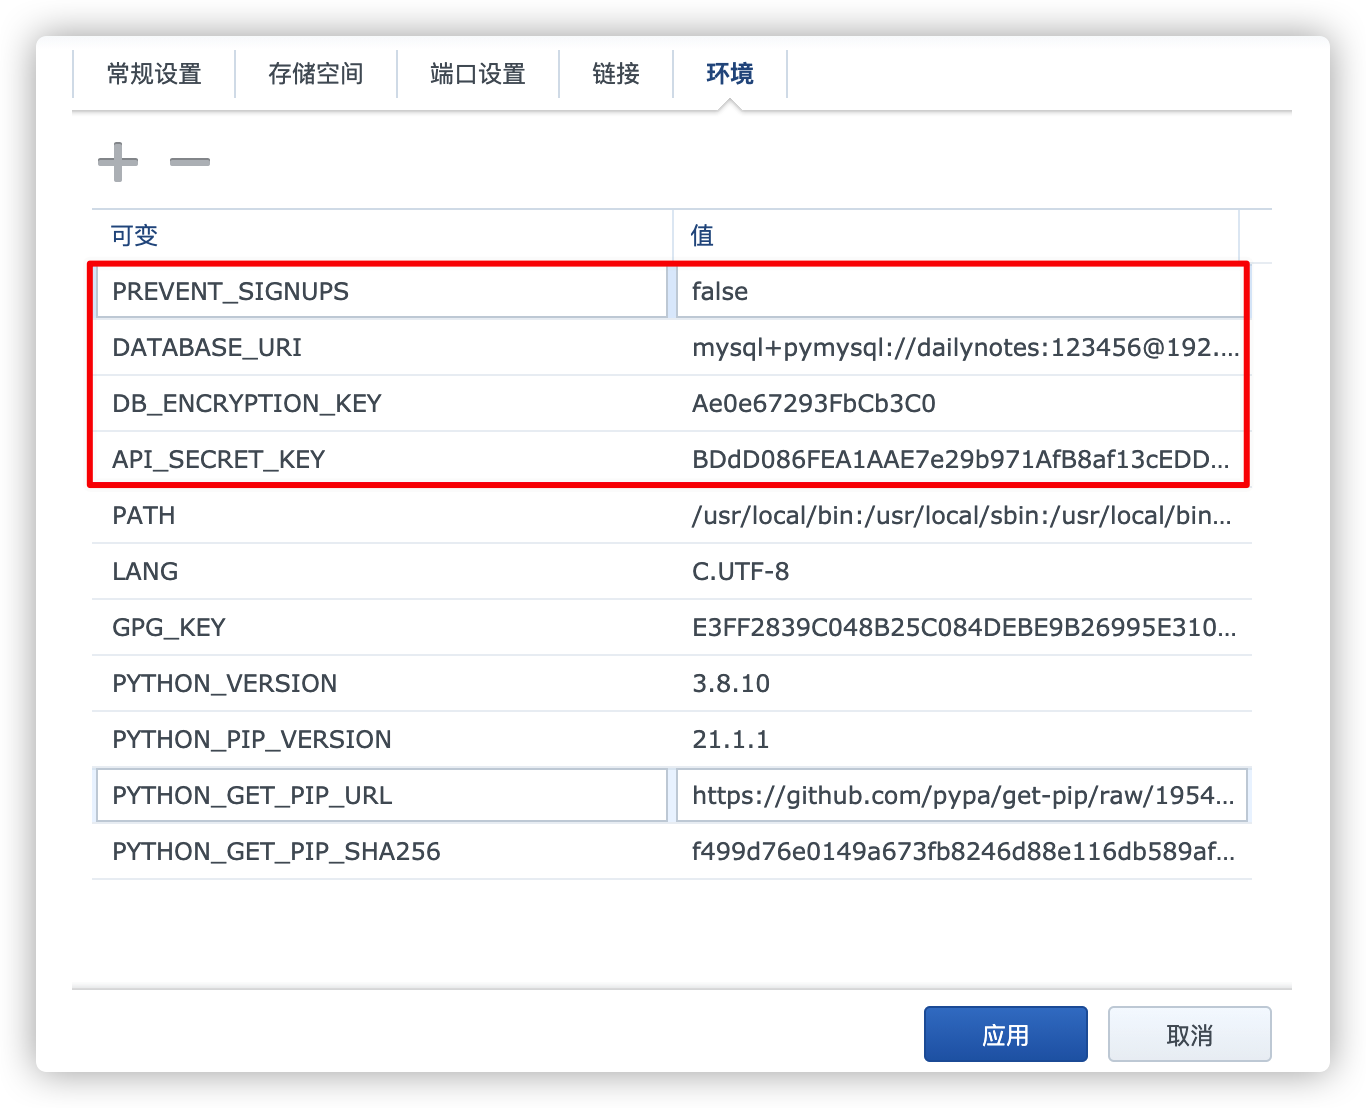 常规设置 存储空间 端口设置 链接 环境
可变 值
PREVENT_SIGNUPS false
DATABASE_URI mysql+pymysql://dailynotes:123456@192....
DB_ENCRYPTION_KEY Ae0e67293FbCb3C0
API_SECRET_KEY BDdD086FEA1AAE7e29b971AfB8af13cEDD...
PATH /usr/local/bin:/usr/local/sbin:/usr/local/bin...
LANG C.UTF-8
GPG_KEY E3FF2839C048B25C084DEBE9B26995E310...
PYTHON_VERSION 3.8.10
PYTHON_PIP_VERSION 21.1.1
PYTHON_GET_PIP_URL https://github.com/pypa/get-pip/raw/1954...
PYTHON_GET_PIP_SHA256 f499d76e0149a673fb8246d88e116db589af...
应用 取消